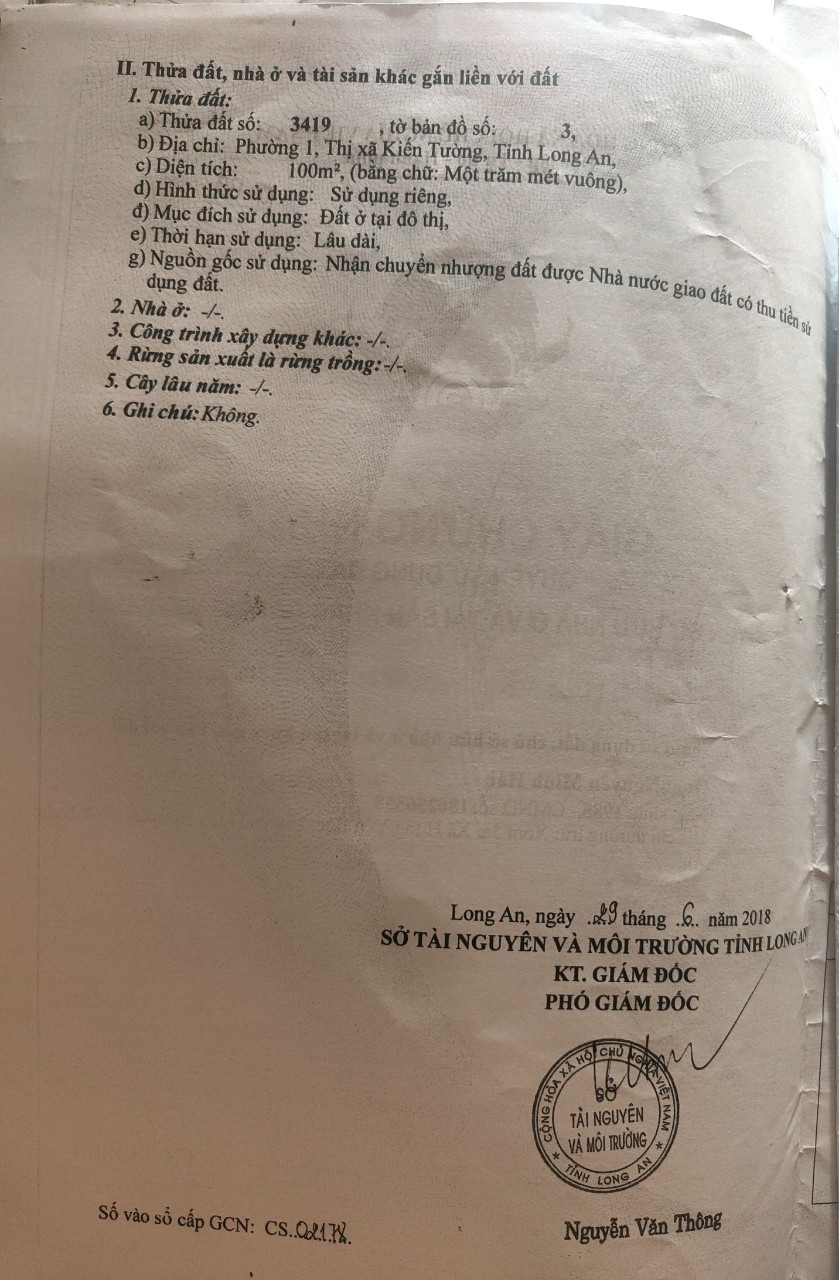 II. Thửa đất, nhà ở và tài sản khác gắn liền với đất
1. Thửa đất:
a) Thửa đất số: 3419 , tờ bản đồ số: 3,
b) Địa chỉ: Phường 1, Thị xã Kiến Tường, Tỉnh Long An,
c) Diện tích: 100m², (bằng chữ: Một trăm mét vuông),
d) Hình thức sử dụng: Sử dụng riêng,
đ) Mục đích sử dụng: Đất ở tại đô thị,
e) Thời hạn sử dụng: Lâu dài,
g) Nguồn gốc sử dụng: Nhận chuyển nhượng đất được Nhà nước giao đất có thu tiền sử
dụng đất.
2. Nhà ở: -/-.
3. Công trình xây dựng khác: -/-.
4. Rừng sản xuất là rừng trồng: -/-.
5. Cây lâu năm: -/-.
6. Ghi chú: Không.
Long An, ngày .29 tháng .6.. năm 2018
SỞ TÀI NGUYÊN VÀ MÔI TRƯỜNG TỈNH LONG AN
KT. GIÁM ĐỐC
PHÓ GIÁM ĐỐC
CỘNG HÒA XÃ HỘI CHỦ NGHĨA VIỆT NAM
SỞ
TÀI NGUYÊN
VÀ MÔI TRƯỜNG
★ TỈNH LONG AN ★
Nguyễn Văn Thông
Số vào sổ cấp GCN: CS..